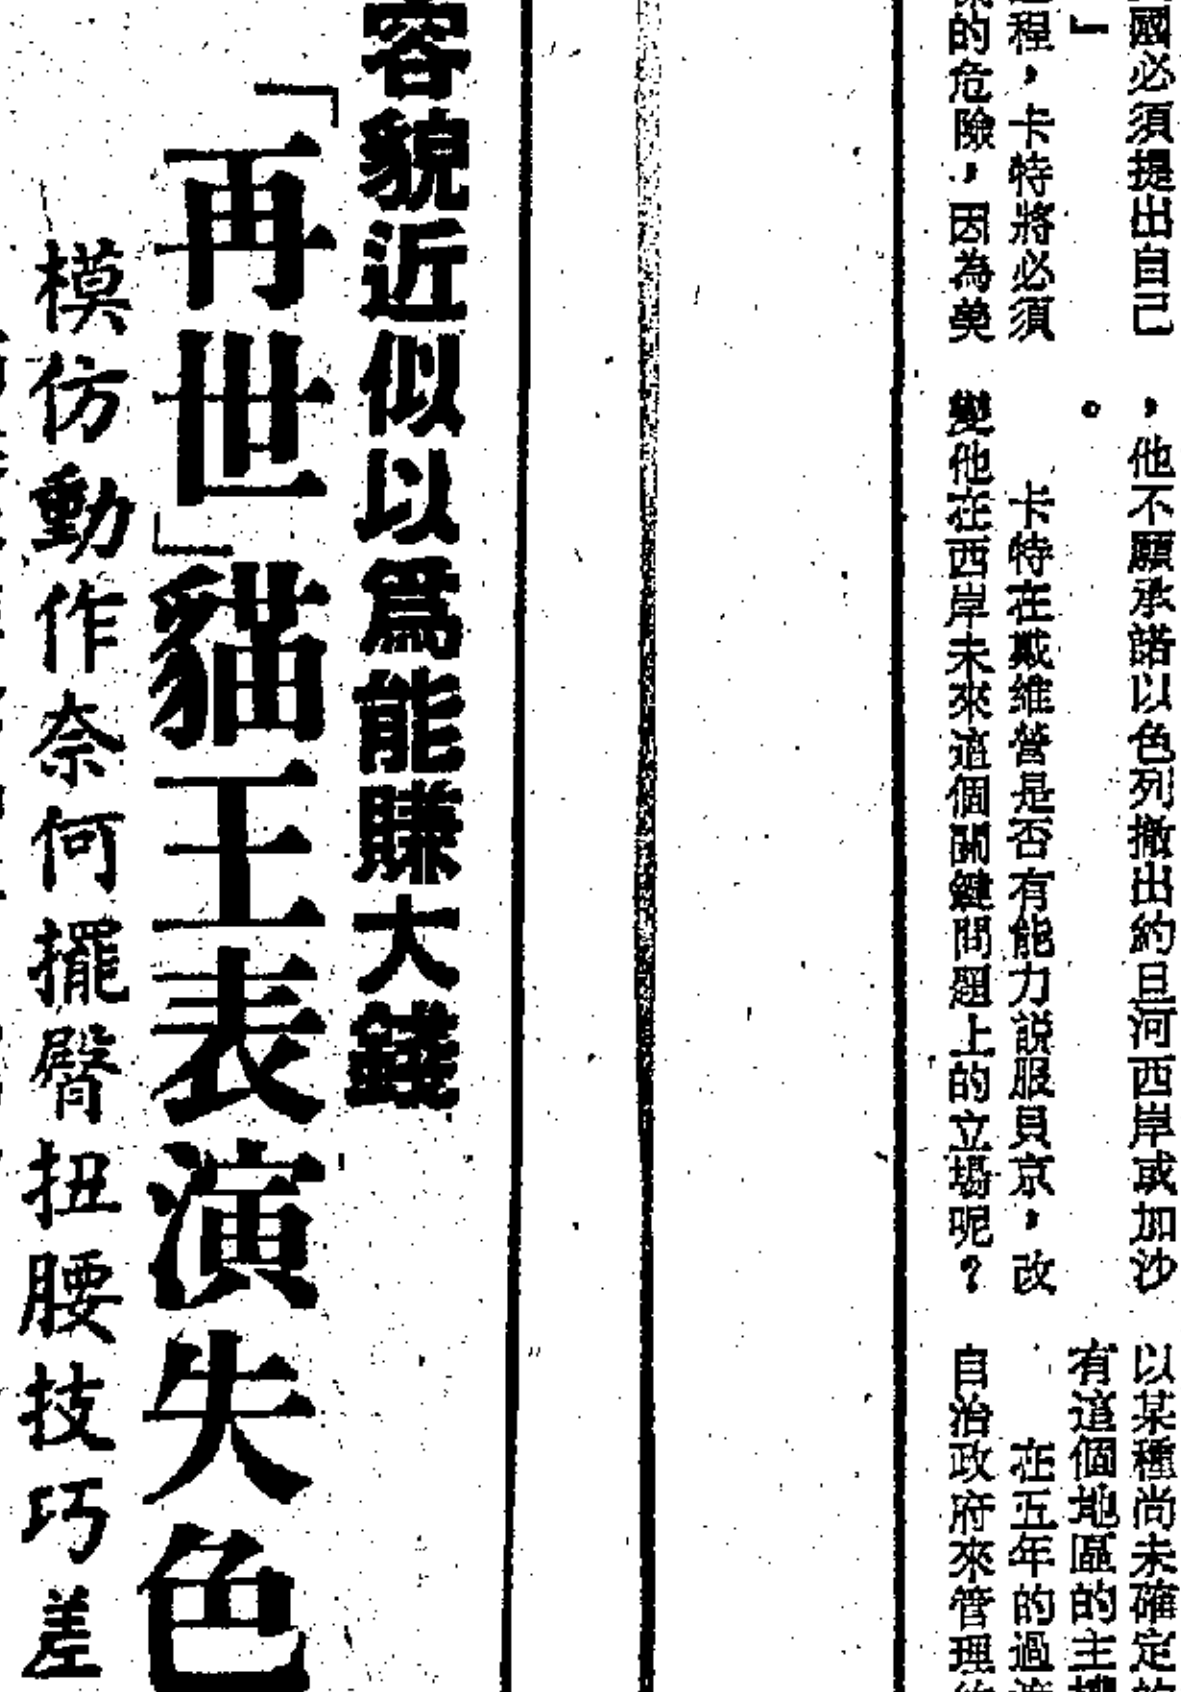 國必須提出自己
』
程，卡特將必須
的危險，因為美
，他不願承諾以色列撤出約旦河西岸或加沙
。
卡特在戴維營是否有能力説服貝京，改
變他在西岸未來這個關鍵問題上的立場呢？
以某種尚未確定的
有這個地區的主權
在五年的過渡
自治政府來管理
容貌近似以爲能賺大錢
「再世」貓王表演失色
模仿動作奈何擺臀扭腰技巧差